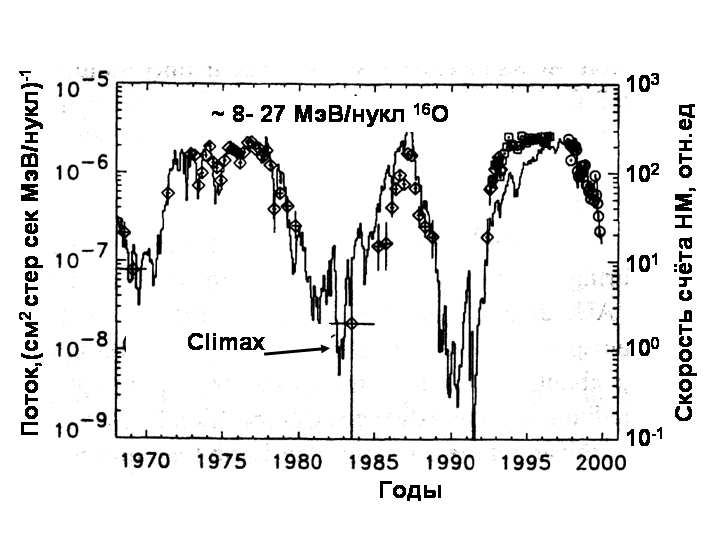 ~ 8- 27 МэВ/нукл ¹⁶O
Поток,(см² стер сек МэВ/нукл)⁻¹
10⁻⁵
10⁻⁶
10⁻⁷
10⁻⁸
10⁻⁹
Climax
10³
10²
10¹
10⁰
10⁻¹
Скорость счёта НМ, отн.ед
1970 1975 1980 1985 1990 1995 2000
Годы